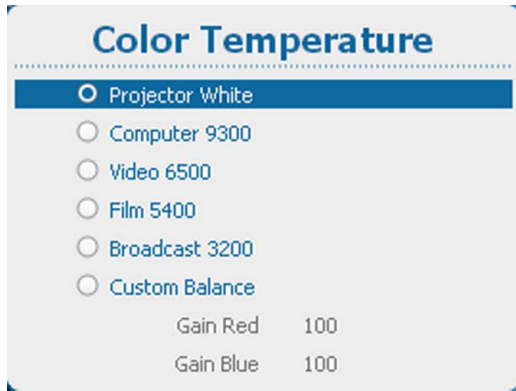 Color Temperature
Projector White
Computer 9300
Video 6500
Film 5400
Broadcast 3200
Custom Balance
Gain Red 100
Gain Blue 100